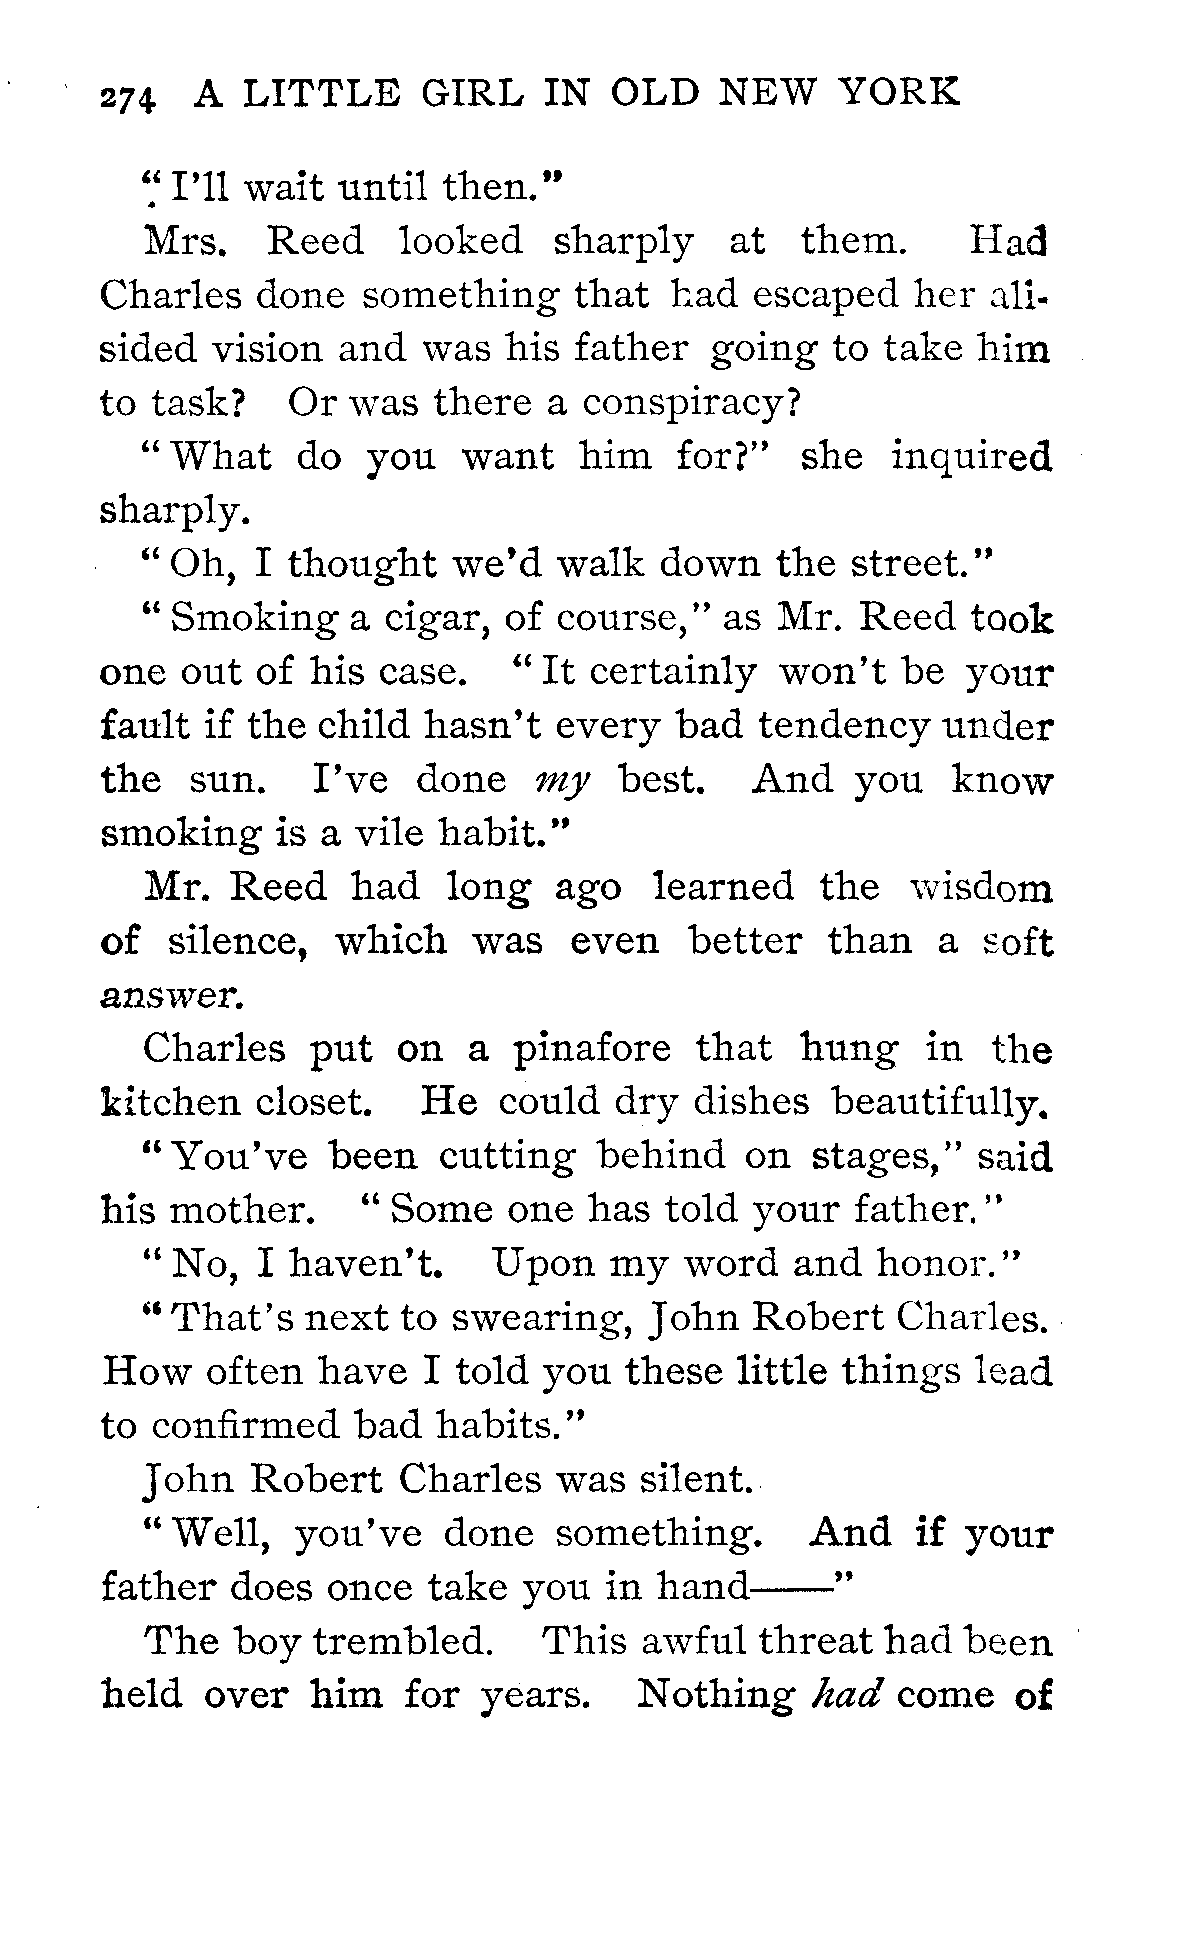 274 A LITTLE GIRL IN OLD NEW YORK
“I’ll wait until then.”
Mrs. Reed looked sharply at them. Had
Charles done something that had escaped her all-
sided vision and was his father going to take him
to task? Or was there a conspiracy?
“What do you want him for?” she inquired
sharply.
“Oh, I thought we’d walk down the street.”
“Smoking a cigar, of course,” as Mr. Reed took
one out of his case. “It certainly won’t be your
fault if the child hasn’t every bad tendency under
the sun. I’ve done my best. And you know
smoking is a vile habit.”
Mr. Reed had long ago learned the wisdom
of silence, which was even better than a soft
answer.
Charles put on a pinafore that hung in the
kitchen closet. He could dry dishes beautifully.
“You’ve been cutting behind on stages,” said
his mother. “Some one has told your father.”
“No, I haven’t. Upon my word and honor.”
“That’s next to swearing, John Robert Charles.
How often have I told you these little things lead
to confirmed bad habits.”
John Robert Charles was silent.
“Well, you’ve done something. And if your
father does once take you in hand——”
The boy trembled. This awful threat had been
held over him for years. Nothing had come of